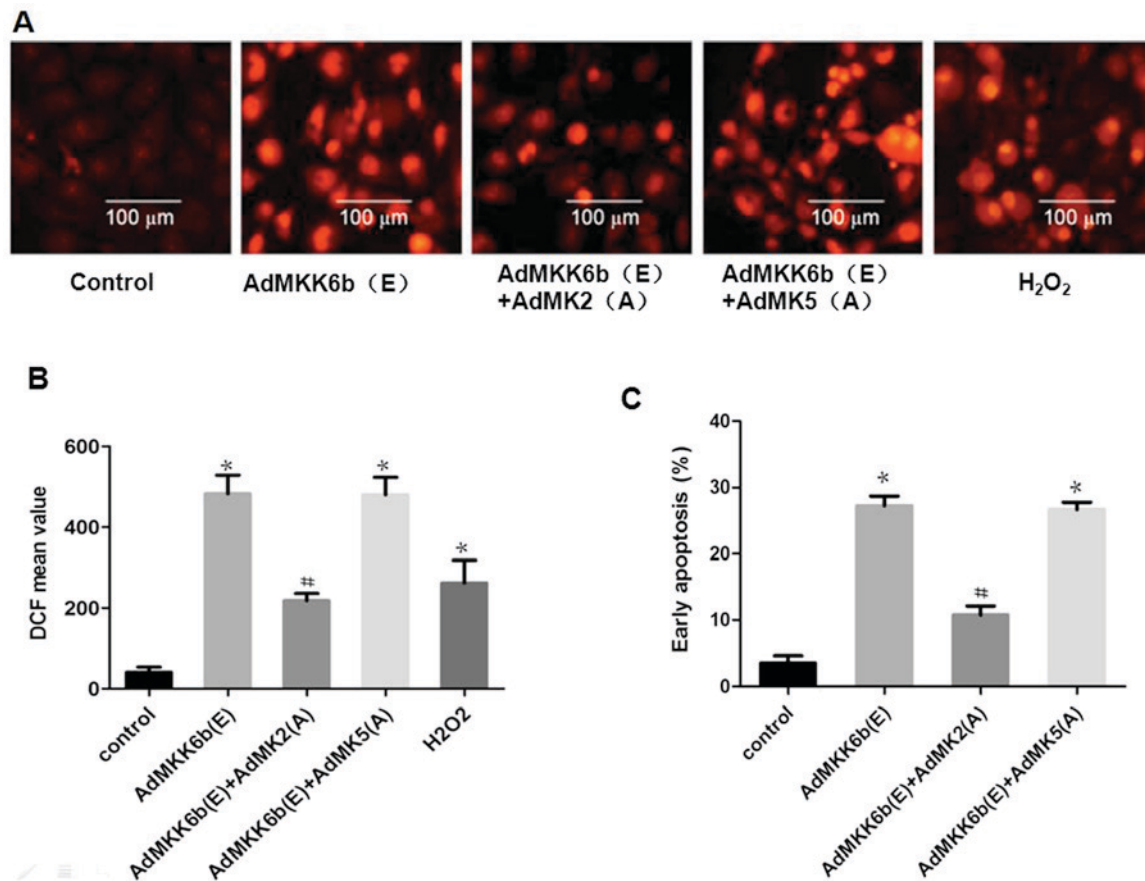 A
100 μm
100 μm
100 μm
100 μm
100 μm
Control
AdMKK6b（E）
AdMKK6b（E）
+AdMK2（A）
AdMKK6b（E）
+AdMK5（A）
H₂O₂
B
DCF mean value
600
400
200
0
*
#
*
*
control
AdMKK6b(E)
AdMKK6b(E)+AdMK2(A)
AdMKK6b(E)+AdMK5(A)
H2O2
C
Early apoptosis (%)
40
30
20
10
0
*
#
*
control
AdMKK6b(E)
AdMKK6b(E)+AdMK2(A)
AdMKK6b(E)+AdMK5(A)